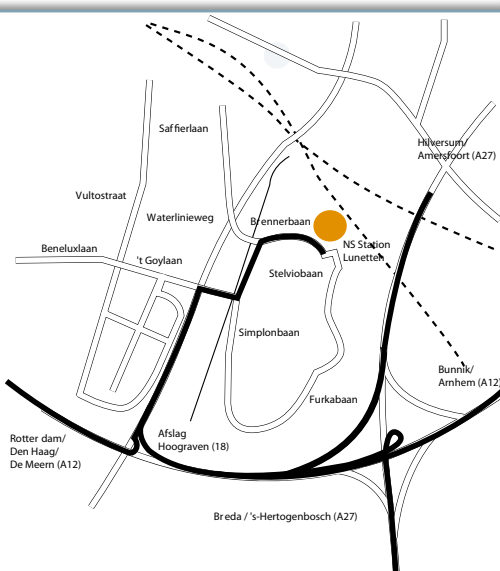 Saffierlaan
Hilversum/
Amersfoort (A27)
Vultostraat
Waterlinieweg
Brennerbaan
Beneluxlaan
't Goylaan
NS Station
Lunetten
Stelviobaan
Simplonbaan
Bunnik/
Arnhem (A12)
Furkabaan
Rotter dam/
Den Haag/
De Meern (A12)
Afslag
Hoograven (18)
Breda / 's-Hertogenbosch (A27)